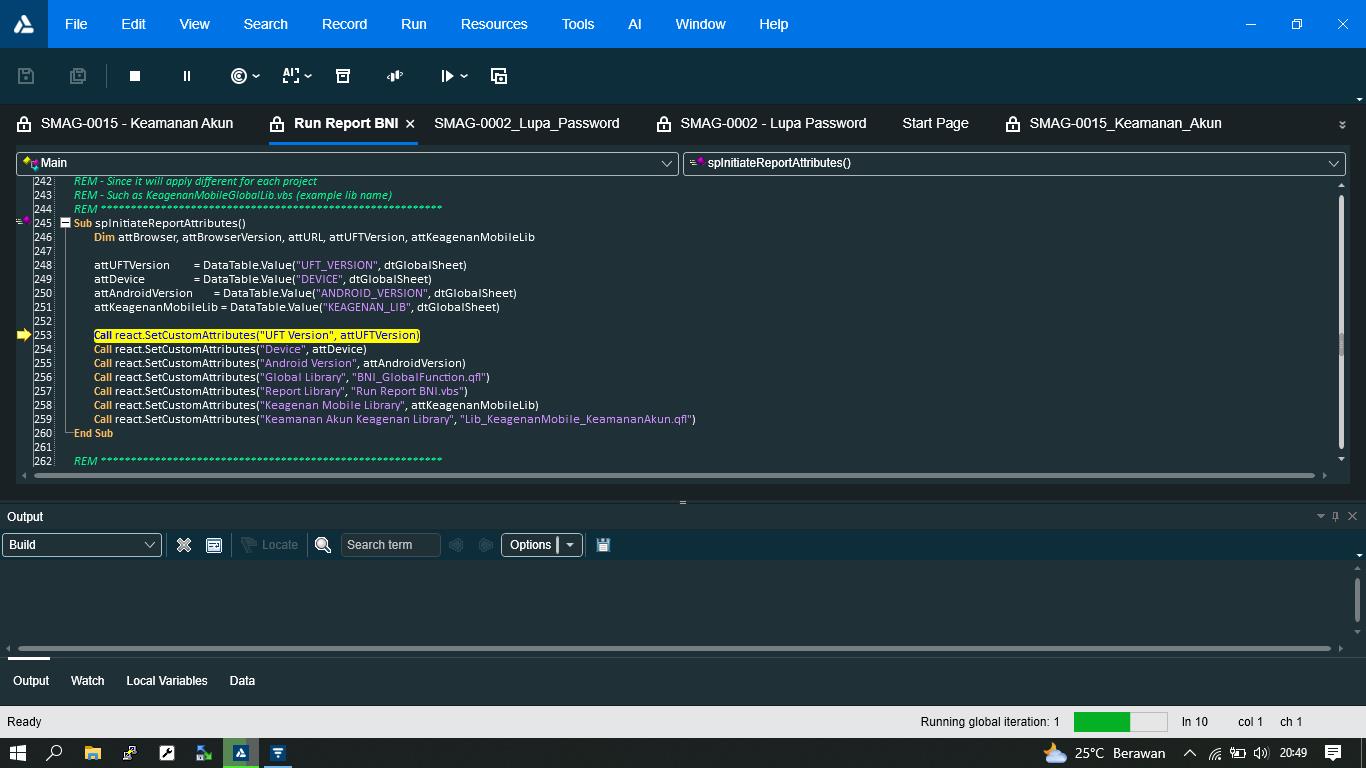 File Edit View Search Record Run Resources Tools AI Window Help
AI
SMAG-0015 - Keamanan Akun Run Report BNI SMAG-0002_Lupa_Password SMAG-0002 - Lupa Password Start Page SMAG-0015_Keamanan_Akun
Main spInitiateReportAttributes()
242 REM - Since it will apply different for each project
243 REM - Such as KeagenanMobileGlobalLib.vbs (example lib name)
244 REM *********************************************************
245 Sub spInitiateReportAttributes()
246 Dim attBrowser, attBrowserVersion, attURL, attUFTVersion, attKeagenanMobileLib
247
248 attUFTVersion = DataTable.Value("UFT_VERSION", dtGlobalSheet)
249 attDevice = DataTable.Value("DEVICE", dtGlobalSheet)
250 attAndroidVersion = DataTable.Value("ANDROID_VERSION", dtGlobalSheet)
251 attKeagenanMobileLib = DataTable.Value("KEAGENAN_LIB", dtGlobalSheet)
252
253 Call react.SetCustomAttributes("UFT Version", attUFTVersion)
254 Call react.SetCustomAttributes("Device", attDevice)
255 Call react.SetCustomAttributes("Android Version", attAndroidVersion)
256 Call react.SetCustomAttributes("Global Library", "BNI_GlobalFunction.qfl")
257 Call react.SetCustomAttributes("Report Library", "Run Report BNI.vbs")
258 Call react.SetCustomAttributes("Keagenan Mobile Library", attKeagenanMobileLib)
259 Call react.SetCustomAttributes("Keamanan Akun Keagenan Library", "Lib_KeagenanMobile_KeamananAkun.qfl")
260 End Sub
261
262 REM *********************************************************
Output
Build Locate Search term Options
Output Watch Local Variables Data
Ready Running global iteration: 1 ln 10 col 1 ch 1
25°C Berawan 20:49